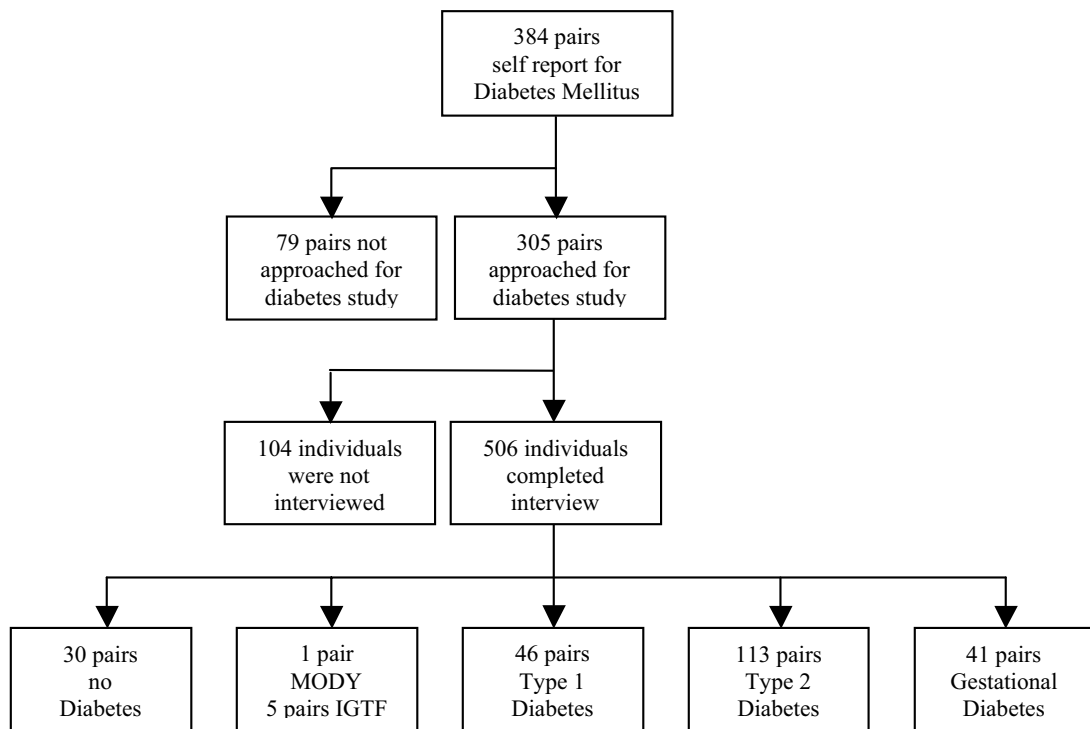 384 pairs
self report for
Diabetes Mellitus
79 pairs not
approached for
diabetes study
305 pairs
approached for
diabetes study
104 individuals
were not
interviewed
506 individuals
completed
interview
30 pairs
no
Diabetes
1 pair
MODY
5 pairs IGTF
46 pairs
Type 1
Diabetes
113 pairs
Type 2
Diabetes
41 pairs
Gestational
Diabetes